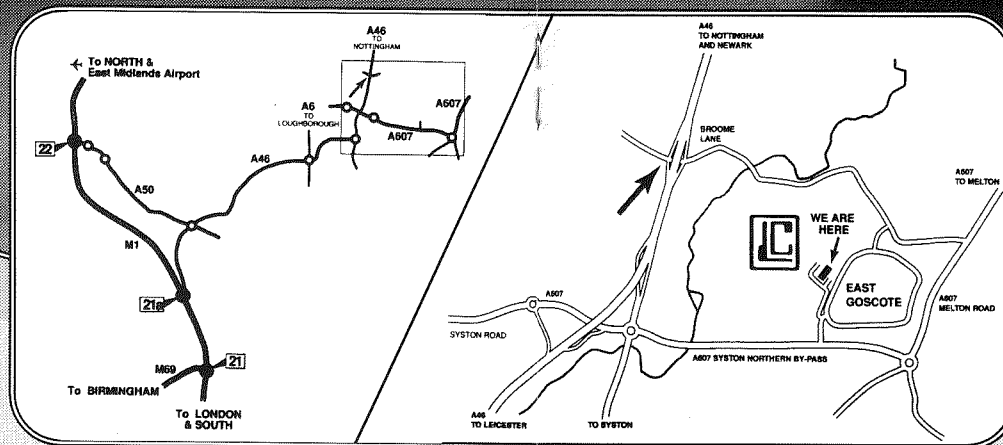 To NORTH &
East Midlands Airport
22
A50
M1
21a
M69
21
To BIRMINGHAM
To LONDON
& SOUTH
A46
TO
NOTTINGHAM
A6
TO
LOUGHBOROUGH
A46
A607
A607
A46
TO NOTTINGHAM
AND NEWARK
BROOME
LANE
A607
TO MELTON
LC
WE ARE
HERE
EAST
GOSCOTE
A607
MELTON ROAD
A607
SYSTON ROAD
A607 SYSTON NORTHERN BY-PASS
A46
TO LEICESTER
TO SYSTON